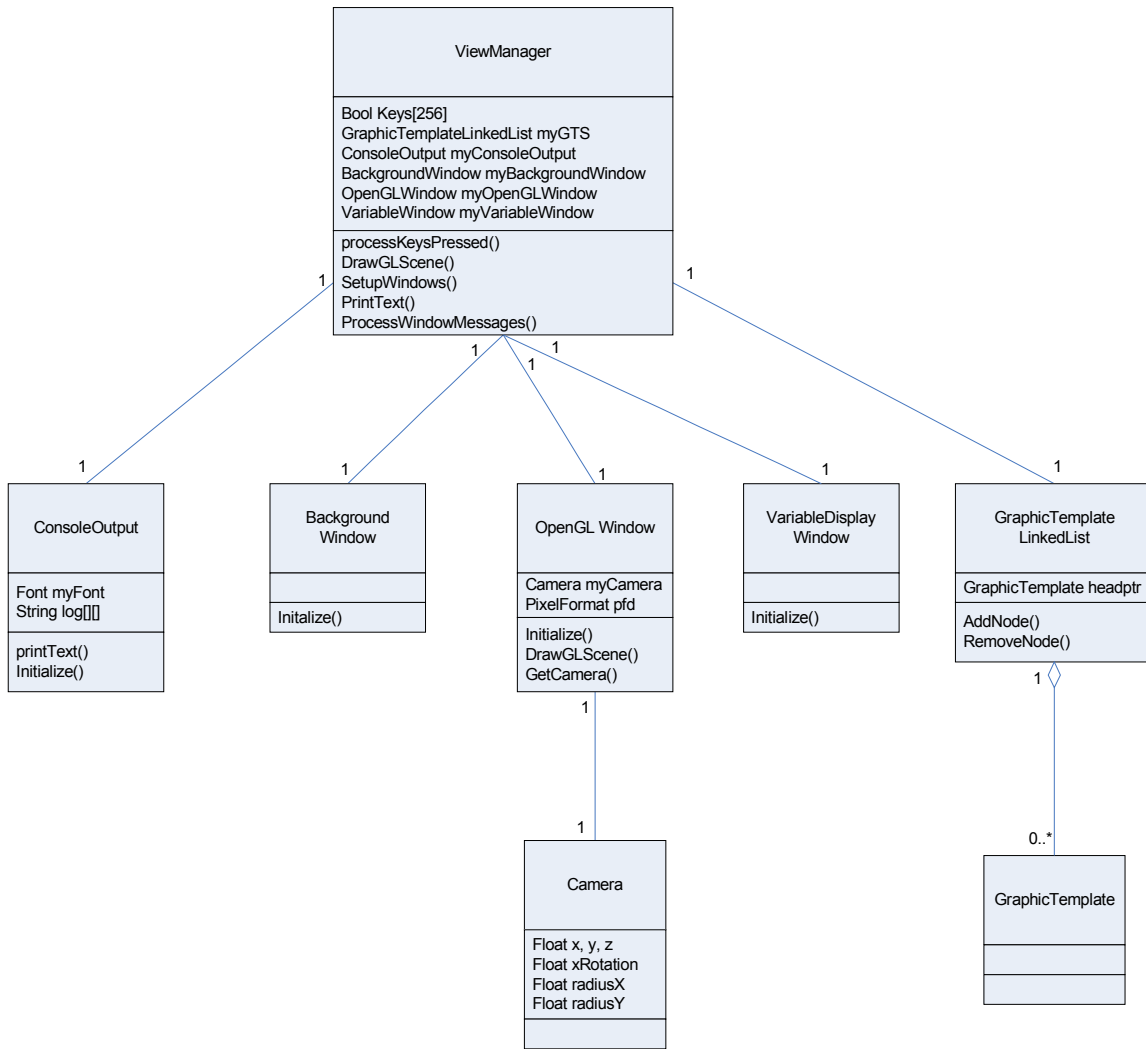 ViewManager
Bool Keys[256]
GraphicTemplateLinkedList myGTS
ConsoleOutput myConsoleOutput
BackgroundWindow myBackgroundWindow
OpenGLWindow myOpenGLWindow
VariableWindow myVariableWindow
processKeysPressed()
DrawGLScene()
SetupWindows()
PrintText()
ProcessWindowMessages()
1
1
1
1
1
1
1
1
1
1
ConsoleOutput
Font myFont
String log[][]
printText()
Initialize()
Background
Window
Initalize()
OpenGL Window
Camera myCamera
PixelFormat pfd
Initialize()
DrawGLScene()
GetCamera()
VariableDisplay
Window
Initialize()
GraphicTemplate
LinkedList
GraphicTemplate headptr
AddNode()
RemoveNode()
1
1
1
0..*
Camera
Float x, y, z
Float xRotation
Float radiusX
Float radiusY
GraphicTemplate